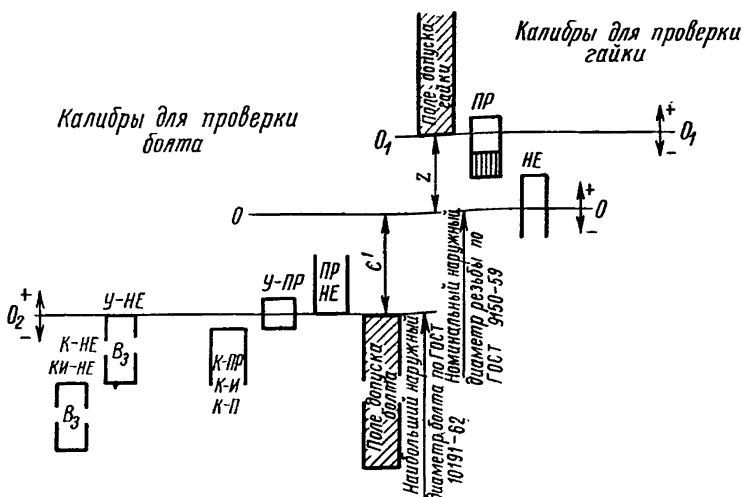 Калибры для проверки
гайки
Калибры для проверки
болта
Поле допуска
гайки
ПР
+
O₁
O₁
−
z
НЕ
+
O
O
−
c'
У-ПР
ПР
НЕ
У-НЕ
+
O₂
−
К-НЕ
КИ-НЕ
В₃
В₃
К-ПР
К-И
К-П
Поле допуска
болта
Наибольший наружный
диаметр болта по ГОСТ
10191-62
Номинальный наружный
диаметр резьбы по
ГОСТ 9·50-59